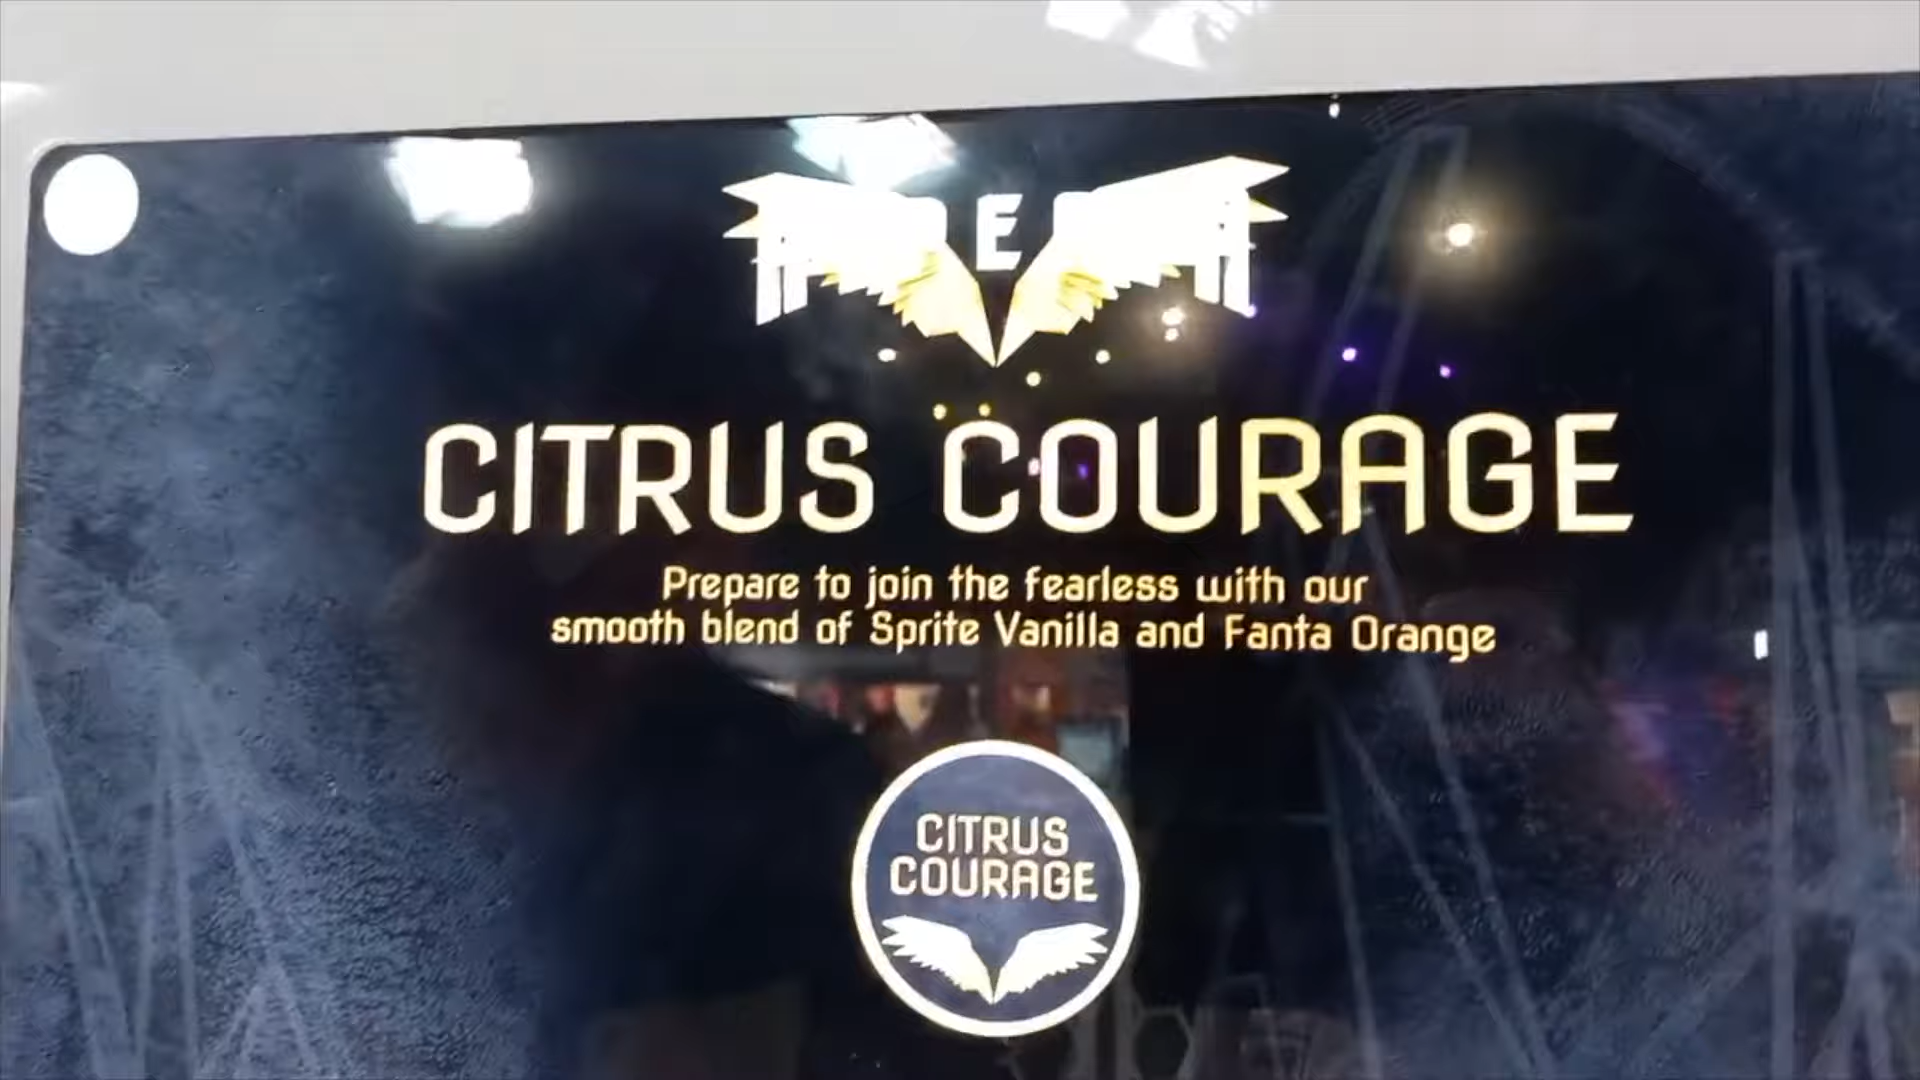 E
CITRUS COURAGE
Prepare to join the fearless with our
smooth blend of Sprite Vanilla and Fanta Orange
CITRUS
COURAGE